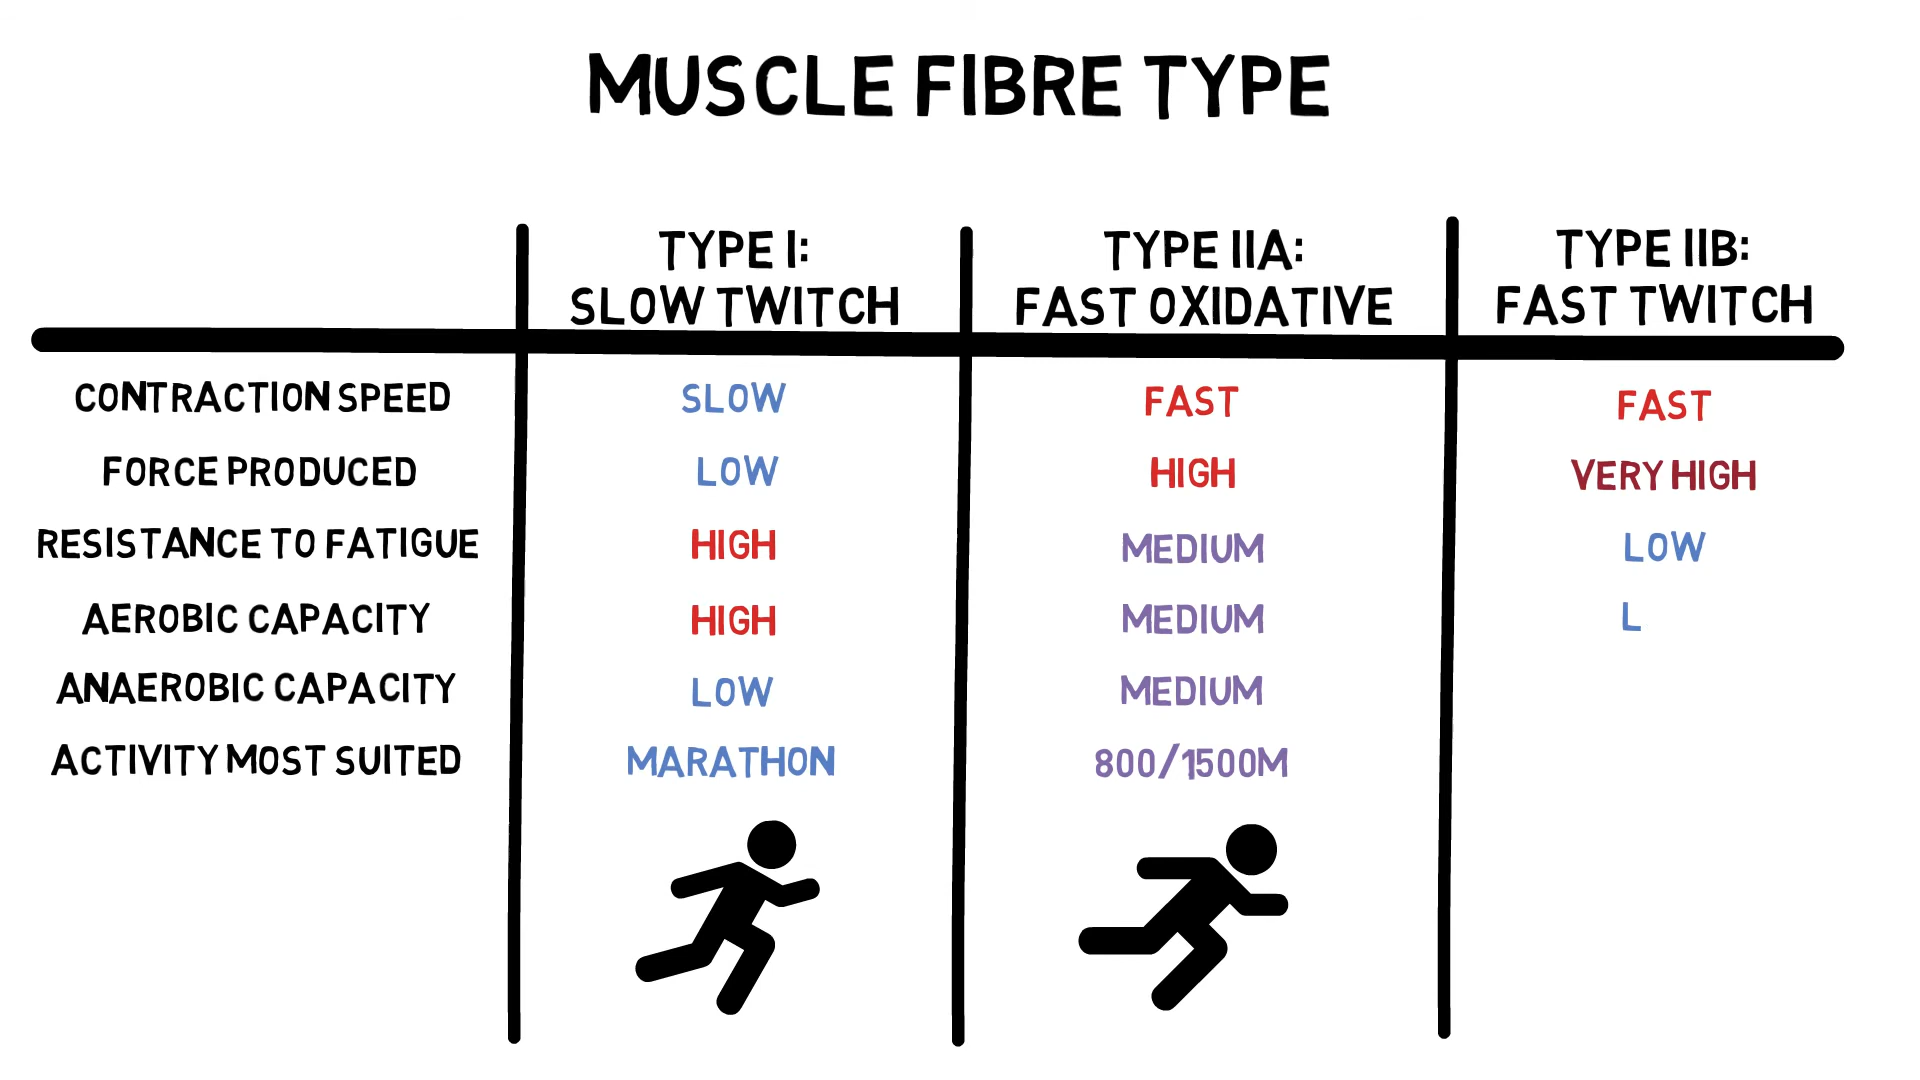 MUSCLE FIBRE TYPE
TYPE I: TYPE IIA: TYPE IIB:
SLOW TWITCH FAST OXIDATIVE FAST TWITCH
CONTRACTION SPEED SLOW FAST FAST
FORCE PRODUCED LOW HIGH VERY HIGH
RESISTANCE TO FATIGUE HIGH MEDIUM LOW
AEROBIC CAPACITY HIGH MEDIUM L
ANAEROBIC CAPACITY LOW MEDIUM
ACTIVITY MOST SUITED MARATHON 800/1500M